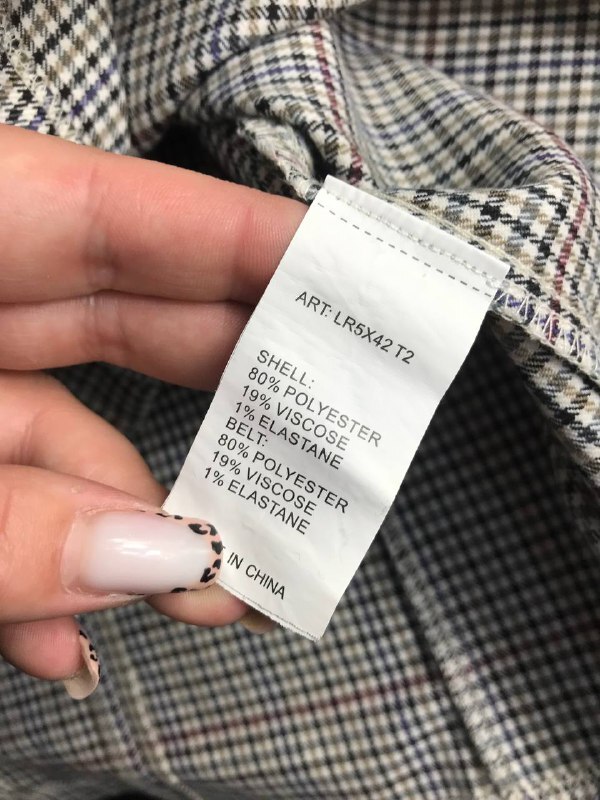 ART: LR5X42 T2
SHELL:
80% POLYESTER
19% VISCOSE
1% ELASTANE
BELT:
80% POLYESTER
19% VISCOSE
1% ELASTANE
IN CHINA